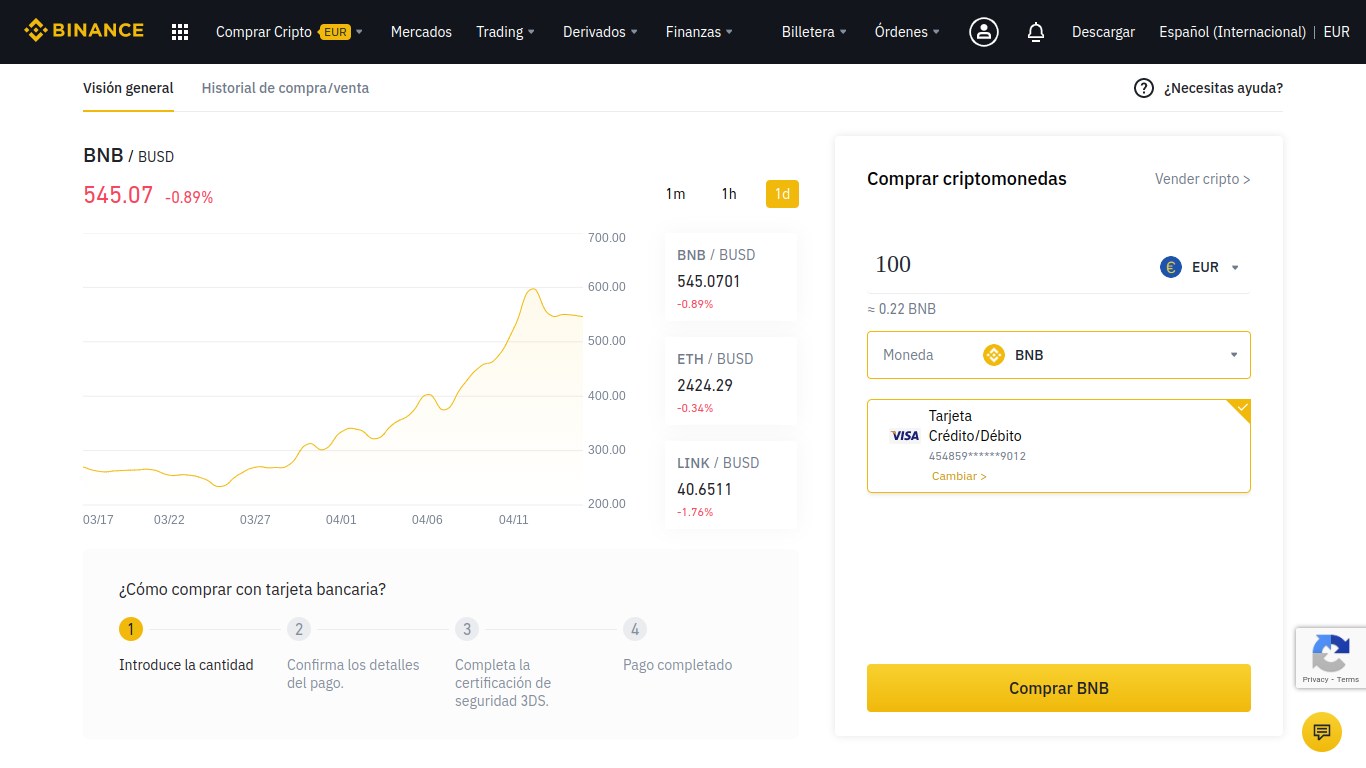 BINANCE
Comprar Cripto EUR Mercados Trading Derivados Finanzas Billetera Órdenes Descargar Español (Internacional) | EUR
Visión general Historial de compra/venta ¿Necesitas ayuda?
BNB / BUSD
545.07 -0.89%
1m 1h 1d
700.00
600.00
500.00
400.00
300.00
200.00
03/17 03/22 03/27 04/01 04/06 04/11
BNB / BUSD
545.0701
-0.89%
ETH / BUSD
2424.29
-0.34%
LINK / BUSD
40.6511
-1.76%
¿Cómo comprar con tarjeta bancaria?
1 2 3 4
Introduce la cantidad
Confirma los detalles
del pago.
Completa la
certificación de
seguridad 3DS.
Pago completado
Comprar criptomonedas Vender cripto >
100 € EUR
≈ 0.22 BNB
Moneda BNB
Tarjeta
VISA Crédito/Débito
454859******9012
Cambiar >
Comprar BNB
Privacy - Terms